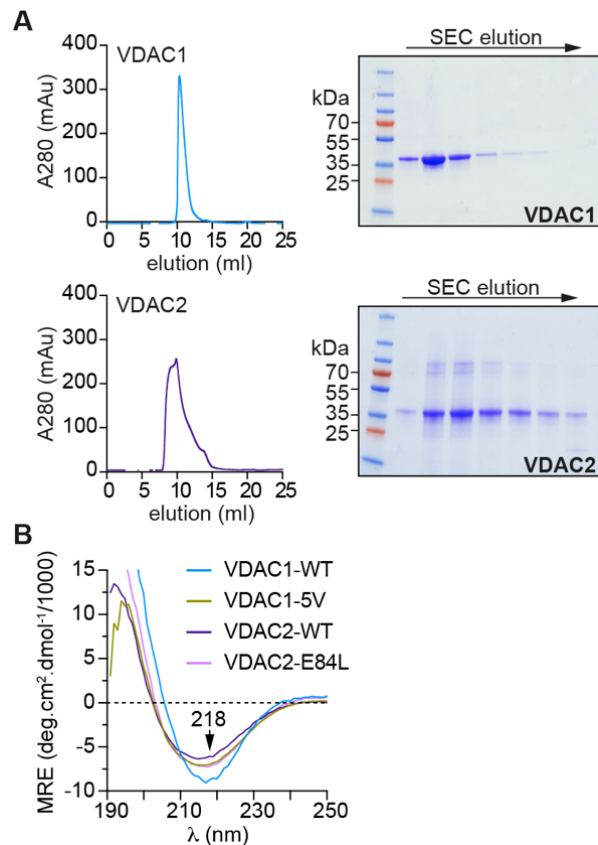 A
VDAC1
A280 (mAu)
400
300
200
100
0
0 5 10 15 20 25
elution (ml)
SEC elution
kDa
70
55
35
25
VDAC1
VDAC2
A280 (mAu)
400
300
200
100
0
0 5 10 15 20 25
elution (ml)
SEC elution
kDa
70
55
35
25
VDAC2
B
MRE (deg.cm².dmol⁻¹/1000)
15
10
5
0
-5
-10
VDAC1-WT
VDAC1-5V
VDAC2-WT
VDAC2-E84L
218
190 210 230 250
λ (nm)